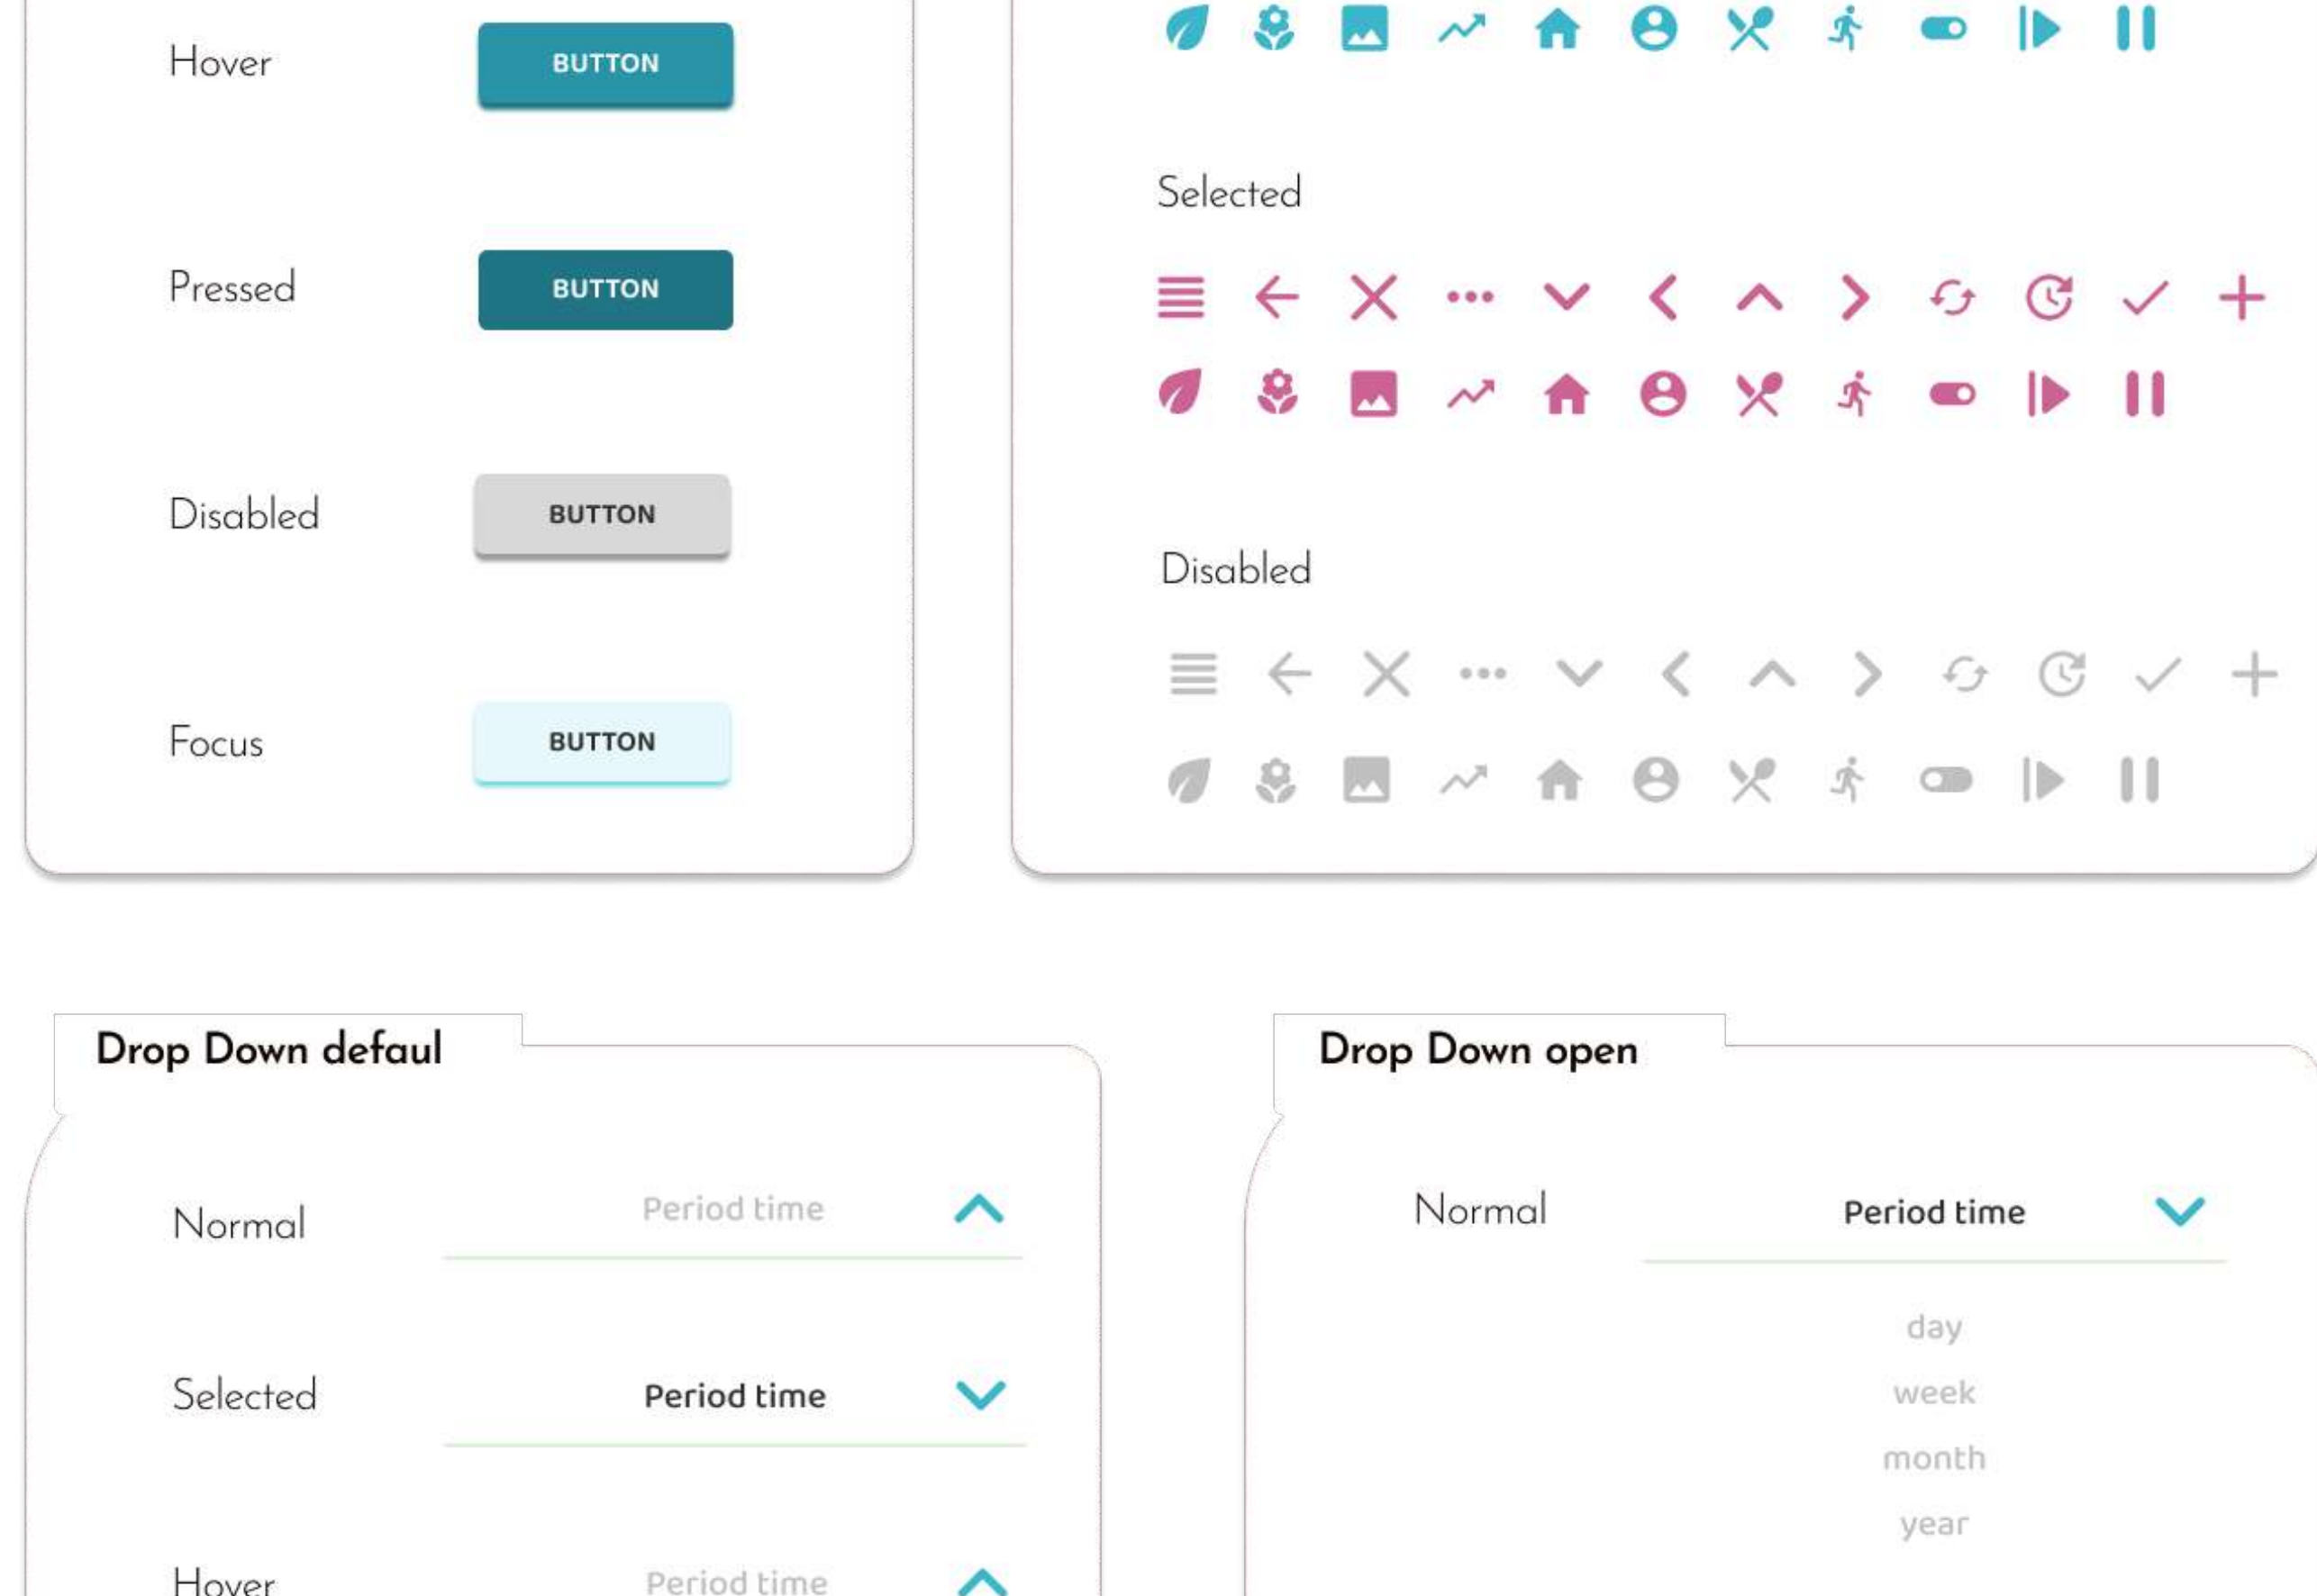 Hover
BUTTON
Pressed
BUTTON
Disabled
BUTTON
Focus
BUTTON
Selected
Disabled
Drop Down defaul
Normal
Period time
Selected
Period time
Hover
Period time
Drop Down open
Normal
Period time
day
week
month
year